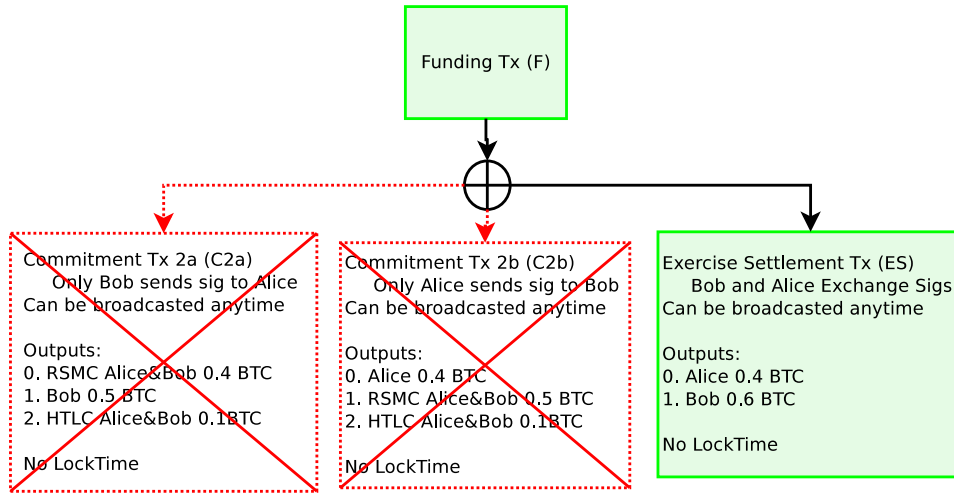 Funding Tx (F)
Commitment Tx 2a (C2a)
Only Bob sends sig to Alice
Can be broadcasted anytime
Outputs:
0. RSMC Alice&Bob 0.4 BTC
1. Bob 0.5 BTC
2. HTLC Alice&Bob 0.1BTC
No LockTime
Commitment Tx 2b (C2b)
Only Alice sends sig to Bob
Can be broadcasted anytime
Outputs:
0. Alice 0.4 BTC
1. RSMC Alice&Bob 0.5 BTC
2. HTLC Alice&Bob 0.1BTC
No LockTime
Exercise Settlement Tx (ES)
Bob and Alice Exchange Sigs
Can be broadcasted anytime
Outputs:
0. Alice 0.4 BTC
1. Bob 0.6 BTC
No LockTime